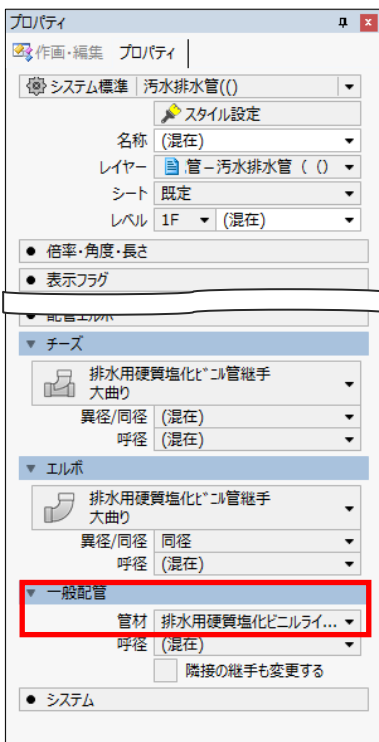 プロパティ
作画・編集 プロパティ
システム標準 汚水排水管(()
スタイル設定
名称 (混在)
レイヤー 管－汚水排水管（（）
シート 既定
レベル 1F (混在)
● 倍率・角度・長さ
● 表示フラグ
チーズ
排水用硬質塩化ﾋﾞﾆﾙ管継手
大曲り
異径/同径 (混在)
呼径 (混在)
エルボ
排水用硬質塩化ﾋﾞﾆﾙ管継手
大曲り
異径/同径 同径
呼径 (混在)
一般配管
管材 排水用硬質塩化ビニルライ...
呼径 (混在)
隣接の継手も変更する
● システム